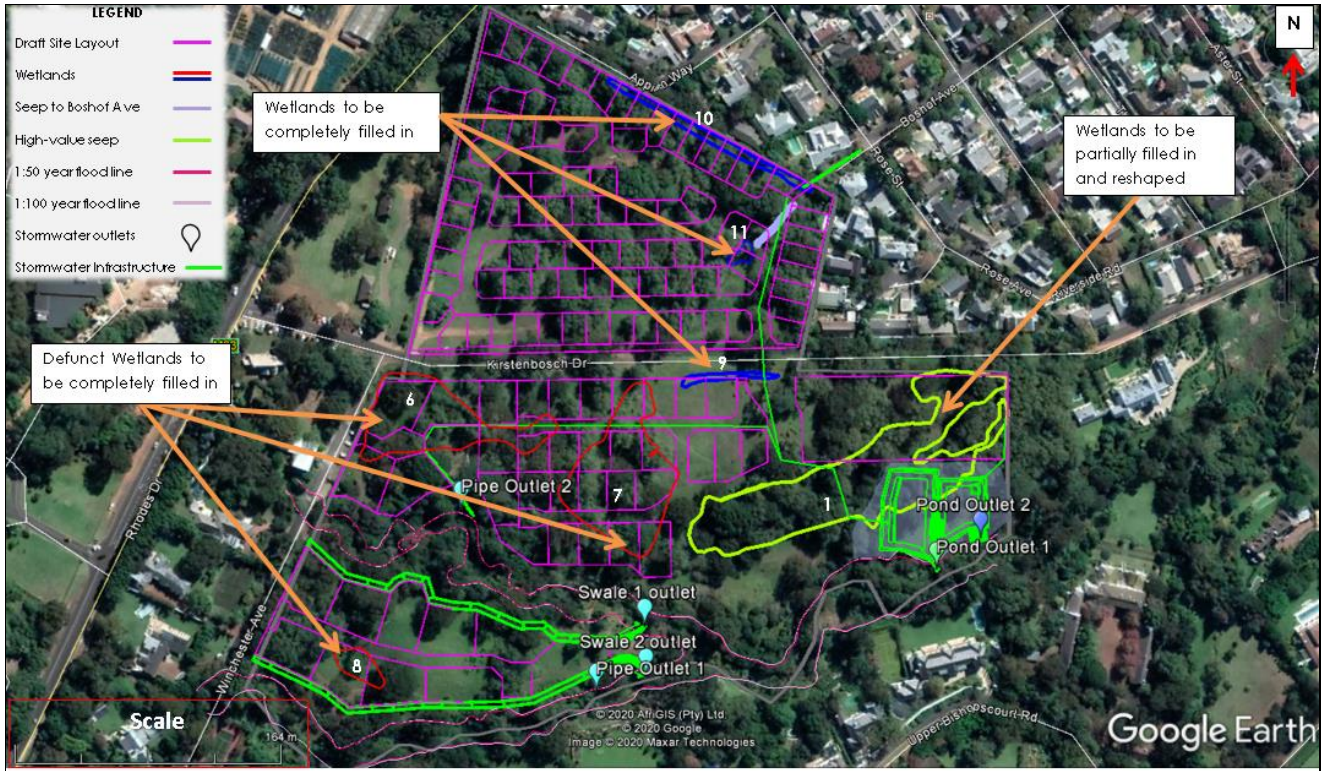 LEGEND
Draft Site Layout
Wetlands
Seep to Boshof Ave
High-value seep
1:50 year flood line
1:100 year flood line
Stormwater outlets
Stormwater Infrastructure
N
Wetlands to be
completely filled in
Wetlands to be
partially filled in
and reshaped
Defunct Wetlands to
be completely filled in
Appian Way
Boshof Ave
Aster St
Rose St
Rose Ave
Riverside Rd
Kirstenbosch Dr
Rhodes Dr
Winchester Ave
Upper Bishopscourt Rd
10
11
9
6
7
1
8
Pipe Outlet 2
Pond Outlet 2
Pond Outlet 1
Swale 1 outlet
Swale 2 outlet
Pipe Outlet 1
Scale
164 m
© 2020 AfriGIS (Pty) Ltd.
© 2020 Google
Image © 2020 Maxar Technologies
Google Earth